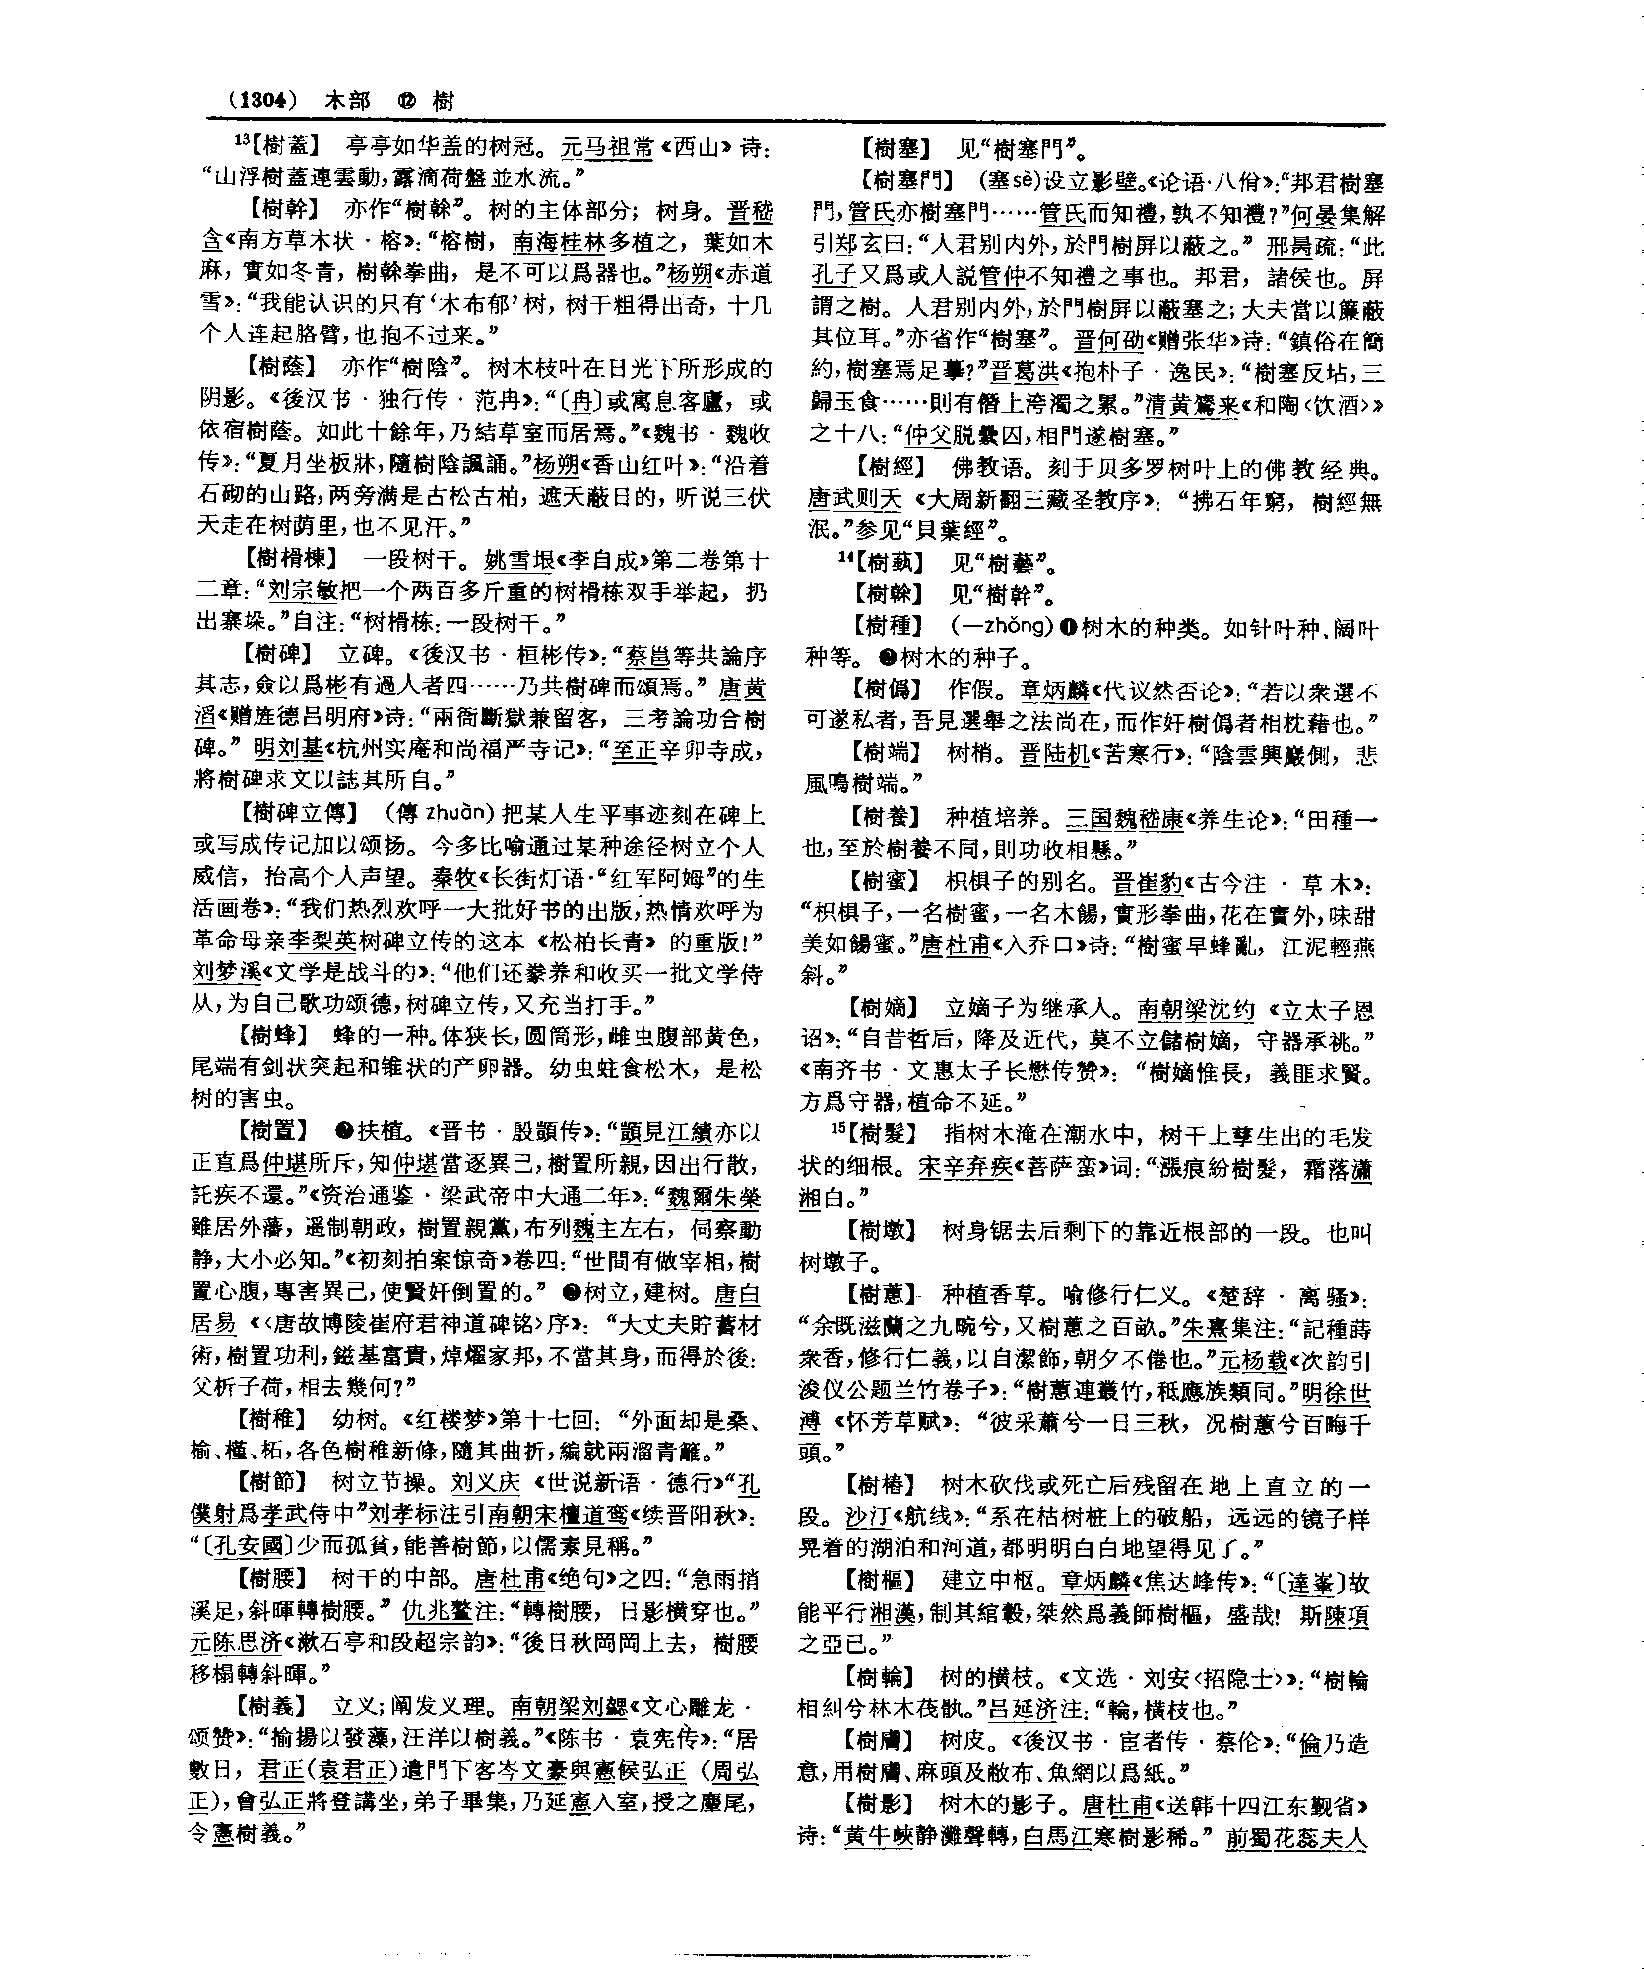 (1304) 木部 ⑫ 樹
13【樹蓋】 亭亭如华盖的树冠。元马祖常《西山》诗：
“山浮樹蓋連雲動，露滴荷盤並水流。”
【樹幹】 亦作“樹榦”。树的主体部分；树身。晋嵇
含《南方草木状·榕》：“榕樹，南海桂林多植之，葉如木
麻，實如冬青，樹榦拳曲，是不可以爲器也。”杨朔《赤道
雪》：“我能认识的只有‘木布郁’树，树干粗得出奇，十几
个人连起胳臂，也抱不过来。”
【樹蔭】 亦作“樹陰”。树木枝叶在日光下所形成的
阴影。《後汉书·独行传·范冉》：“〔冉〕或寓息客廬，或
依宿樹蔭。如此十餘年，乃結草室而居焉。”《魏书·魏收
传》：“夏月坐板牀，隨樹陰諷誦。”杨朔《香山红叶》：“沿着
石砌的山路，两旁满是古松古柏，遮天蔽日的，听说三伏
天走在树荫里，也不见汗。”
【樹榾棟】 一段树干。姚雪垠《李自成》第二卷第十
二章：“刘宗敏把一个两百多斤重的树榾栋双手举起，扔
出寨垛。”自注：“树榾栋：一段树干。”
【樹碑】 立碑。《後汉书·桓彬传》：“蔡邕等共論序
其志，僉以爲彬有過人者四……乃共樹碑而頌焉。”唐黄
滔《赠旌德吕明府》诗：“兩衙斷獄兼留客，三考論功合樹
碑。”明刘基《杭州实庵和尚福严寺记》：“至正辛卯寺成，
將樹碑求文以誌其所自。”
【樹碑立傳】 (傳 zhuàn)把某人生平事迹刻在碑上
或写成传记加以颂扬。今多比喻通过某种途径树立个人
威信，抬高个人声望。秦牧《长街灯语·“红军阿姆”的生
活画卷》：“我们热烈欢呼一大批好书的出版，热情欢呼为
革命母亲李梨英树碑立传的这本《松柏长青》的重版！”
刘梦溪《文学是战斗的》：“他们还豢养和收买一批文学侍
从，为自己歌功颂德，树碑立传，又充当打手。”
【樹蜂】 蜂的一种。体狭长，圆筒形，雌虫腹部黄色，
尾端有剑状突起和锥状的产卵器。幼虫蛀食松木，是松
树的害虫。
【樹置】 ❶扶植。《晋书·殷顗传》：“顗見江績亦以
正直爲仲堪所斥，知仲堪當逐異己，樹置所親，因出行散，
託疾不還。”《资治通鉴·梁武帝中大通二年》：“魏爾朱榮
雖居外藩，遥制朝政，樹置親黨，布列魏主左右，伺察動
静，大小必知。”《初刻拍案惊奇》卷四：“世間有做宰相，樹
置心腹，專害異己，使賢奸倒置的。” ❷树立，建树。唐白
居易《〈唐故博陵崔府君神道碑铭〉序》：“大丈夫貯蓄材
術，樹置功利，鎡基富貴，焯燿家邦，不當其身，而得於後：
父析子荷，相去幾何？”
【樹稚】 幼树。《红楼梦》第十七回：“外面却是桑、
榆、槿、柘，各色樹稚新條，隨其曲折，編就兩溜青籬。”
【樹節】 树立节操。刘义庆《世说新语·德行》“孔
僕射爲孝武侍中”刘孝标注引南朝宋檀道鸾《续晋阳秋》：
“〔孔安國〕少而孤貧，能善樹節，以儒素見稱。”
【樹腰】 树干的中部。唐杜甫《绝句》之四：“急雨捎
溪足，斜暉轉樹腰。”仇兆鳌注：“轉樹腰，日影横穿也。”
元陈思济《漱石亭和段超宗韵》：“後日秋岡岡上去，樹腰
移榻轉斜暉。”
【樹義】 立义；阐发义理。南朝梁刘勰《文心雕龙·
颂赞》：“揄揚以發藻，汪洋以樹義。”《陈书·袁宪传》：“居
數日，君正(袁君正)遣門下客岑文豪與憲候弘正（周弘
正），會弘正將登講坐，弟子畢集，乃延憲入室，授之麈尾，
令憲樹義。”
【樹塞】 见“樹塞門”。
【樹塞門】 (塞sè)设立影壁。《论语·八佾》：“邦君樹塞
門，管氏亦樹塞門……管氏而知禮，孰不知禮？”何晏集解
引郑玄曰：“人君别内外，於門樹屏以蔽之。”邢昺疏：“此
孔子又爲或人説管仲不知禮之事也。邦君，諸侯也。屏
謂之樹。人君别内外，於門樹屏以蔽塞之；大夫當以簾蔽
其位耳。”亦省作“樹塞”。晋何劭《赠张华》诗：“鎮俗在簡
約，樹塞焉足摹？”晋葛洪《抱朴子·逸民》：“樹塞反坫，三
歸玉食……則有僭上洿濁之累。”清黄鷟来《和陶〈饮酒〉》
之十八：“仲父脱纍囚，相門遂樹塞。”
【樹經】 佛教语。刻于贝多罗树叶上的佛教经典。
唐武则天《大周新翻三藏圣教序》：“拂石年窮，樹經無
泯。”参见“貝葉經”。
14【樹蓺】 见“樹藝”。
【樹榦】 见“樹幹”。
【樹種】 (—zhǒng)❶树木的种类。如针叶种、阔叶
种等。❷树木的种子。
【樹僞】 作假。章炳麟《代议然否论》：“若以衆選不
可遂私者，吾見選舉之法尚在，而作奸樹僞者相枕藉也。”
【樹端】 树梢。晋陆机《苦寒行》：“陰雲興巖側，悲
風鳴樹端。”
【樹養】 种植培养。三国魏嵇康《养生论》：“田種一
也，至於樹養不同，則功收相懸。”
【樹蜜】 枳椇子的别名。晋崔豹《古今注·草木》：
“枳椇子，一名樹蜜，一名木餳，實形拳曲，花在實外，味甜
美如餳蜜。”唐杜甫《入乔口》诗：“樹蜜早蜂亂，江泥輕燕
斜。”
【樹嫡】 立嫡子为继承人。南朝梁沈约《立太子恩
诏》：“自昔哲后，降及近代，莫不立儲樹嫡，守器承祧。”
《南齐书·文惠太子长懋传赞》：“樹嫡惟長，義匪求賢。
方爲守器，植命不延。”
15【樹髮】 指树木淹在潮水中，树干上孳生出的毛发
状的细根。宋辛弃疾《菩萨蛮》词：“漲痕紛樹髮，霜落瀟
湘白。”
【樹墩】 树身锯去后剩下的靠近根部的一段。也叫
树墩子。
【樹蕙】 种植香草。喻修行仁义。《楚辞·离骚》：
“余既滋蘭之九畹兮，又樹蕙之百畝。”朱熹集注：“記種蒔
衆香，修行仁義，以自潔飾，朝夕不倦也。”元杨载《次韵引
浚仪公题兰竹卷子》：“樹蕙連叢竹，秪應族類同。”明徐世
溥《怀芳草赋》：“彼采蕭兮一日三秋，况樹蕙兮百畮千
頭。”
【樹樁】 树木砍伐或死亡后残留在地上直立的一
段。沙汀《航线》：“系在枯树桩上的破船，远远的镜子样
晃着的湖泊和河道，都明明白白地望得见了。”
【樹樞】 建立中枢。章炳麟《焦达峰传》：“〔達峯〕故
能平行湘漢，制其綰轂，桀然爲義師樹樞，盛哉！斯陳項
之亞已。”
【樹輪】 树的横枝。《文选·刘安〈招隐士〉》：“樹輪
相糾兮林木茷骫。”吕延济注：“輪，横枝也。”
【樹膚】 树皮。《後汉书·宦者传·蔡伦》：“倫乃造
意，用樹膚、麻頭及敝布、魚網以爲紙。”
【樹影】 树木的影子。唐杜甫《送韩十四江东觐省》
诗：“黄牛峽静灘聲轉，白馬江寒樹影稀。”前蜀花蕊夫人